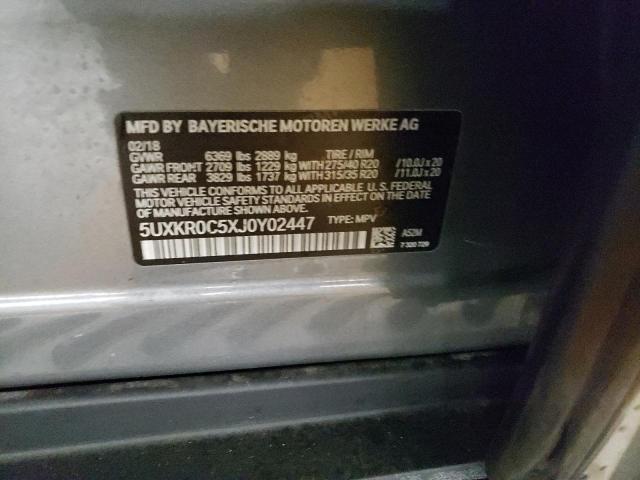 MFD BY BAYERISCHE MOTOREN WERKE AG
02/18
GVWR 6369 lbs 2889 kg TIRE / RIM
GAWR FRONT 2709 lbs 1229 kg WITH 275/40 R20 /10.0J x 20
GAWR REAR 3829 lbs 1737 kg WITH 315/35 R20 /11.0J x 20
THIS VEHICLE CONFORMS TO ALL APPLICABLE U. S. FEDERAL
MOTOR VEHICLE SAFETY STANDARDS IN EFFECT ON THE DATE
OF MANUFACTURE SHOWN ABOVE.
5UXKR0C5XJ0Y02447 TYPE: MPV
A52M
7 320 729